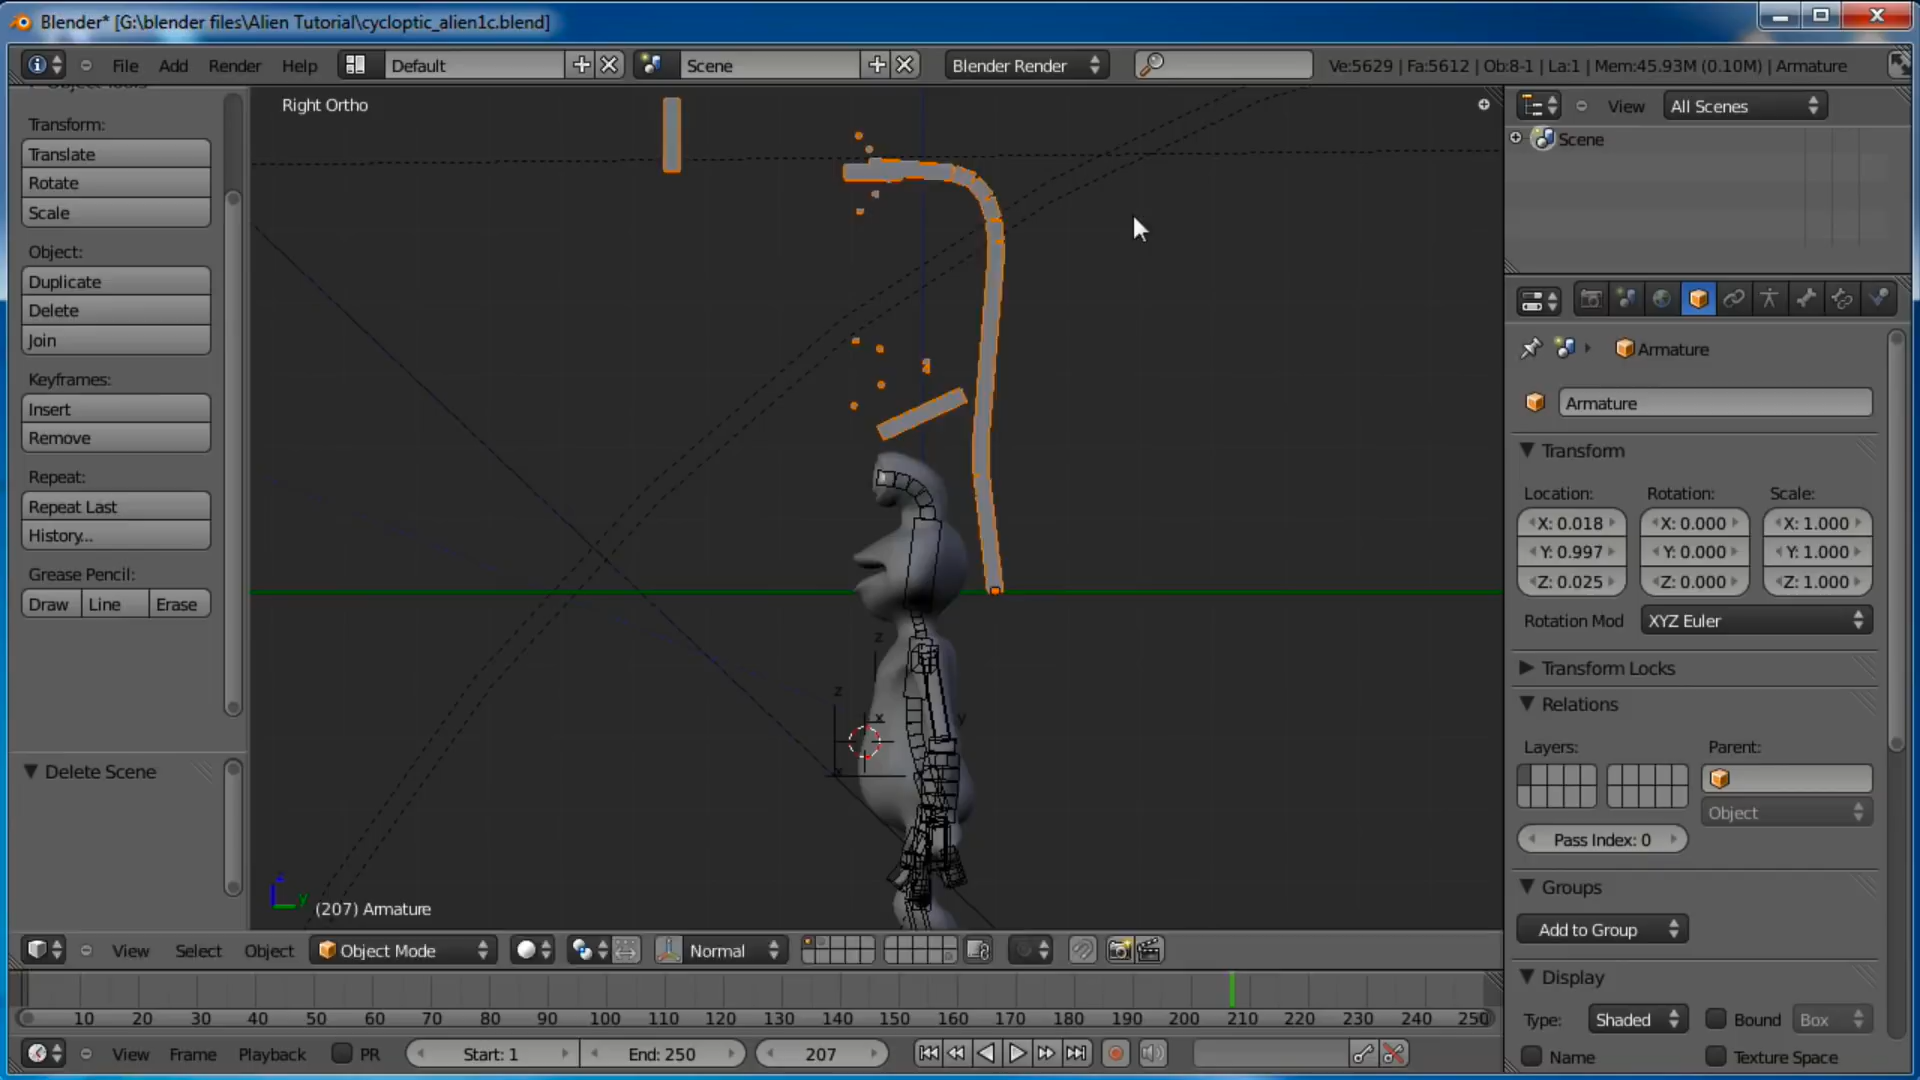 Blender* [G:\blender files\Alien Tutorial\cycloptic_alien1c.blend]
File Add Render Help Default Scene Blender Render Ve:5629 | Fa:5612 | Ob:8-1 | La:1 | Mem:45.93M (0.10M) | Armature
Right Ortho
View All Scenes
Scene
Transform:
Translate
Rotate
Scale
Object:
Duplicate
Delete
Join
Keyframes:
Insert
Remove
Repeat:
Repeat Last
History...
Grease Pencil:
Draw Line Erase
Delete Scene
z
z
x
y
x
z
y
(207) Armature
Armature
Armature
Transform
Location: Rotation: Scale:
X: 0.018 X: 0.000 X: 1.000
Y: 0.997 Y: 0.000 Y: 1.000
Z: 0.025 Z: 0.000 Z: 1.000
Rotation Mod XYZ Euler
Transform Locks
Relations
Layers: Parent:
Object
Pass Index: 0
Groups
Add to Group
Display
Type: Shaded Bound Box
Name Texture Space
View Select Object Object Mode Normal
10 20 30 40 50 60 70 80 90 100 110 120 130 140 150 160 170 180 190 200 210 220 230 240 250
View Frame Playback PR Start: 1 End: 250 207